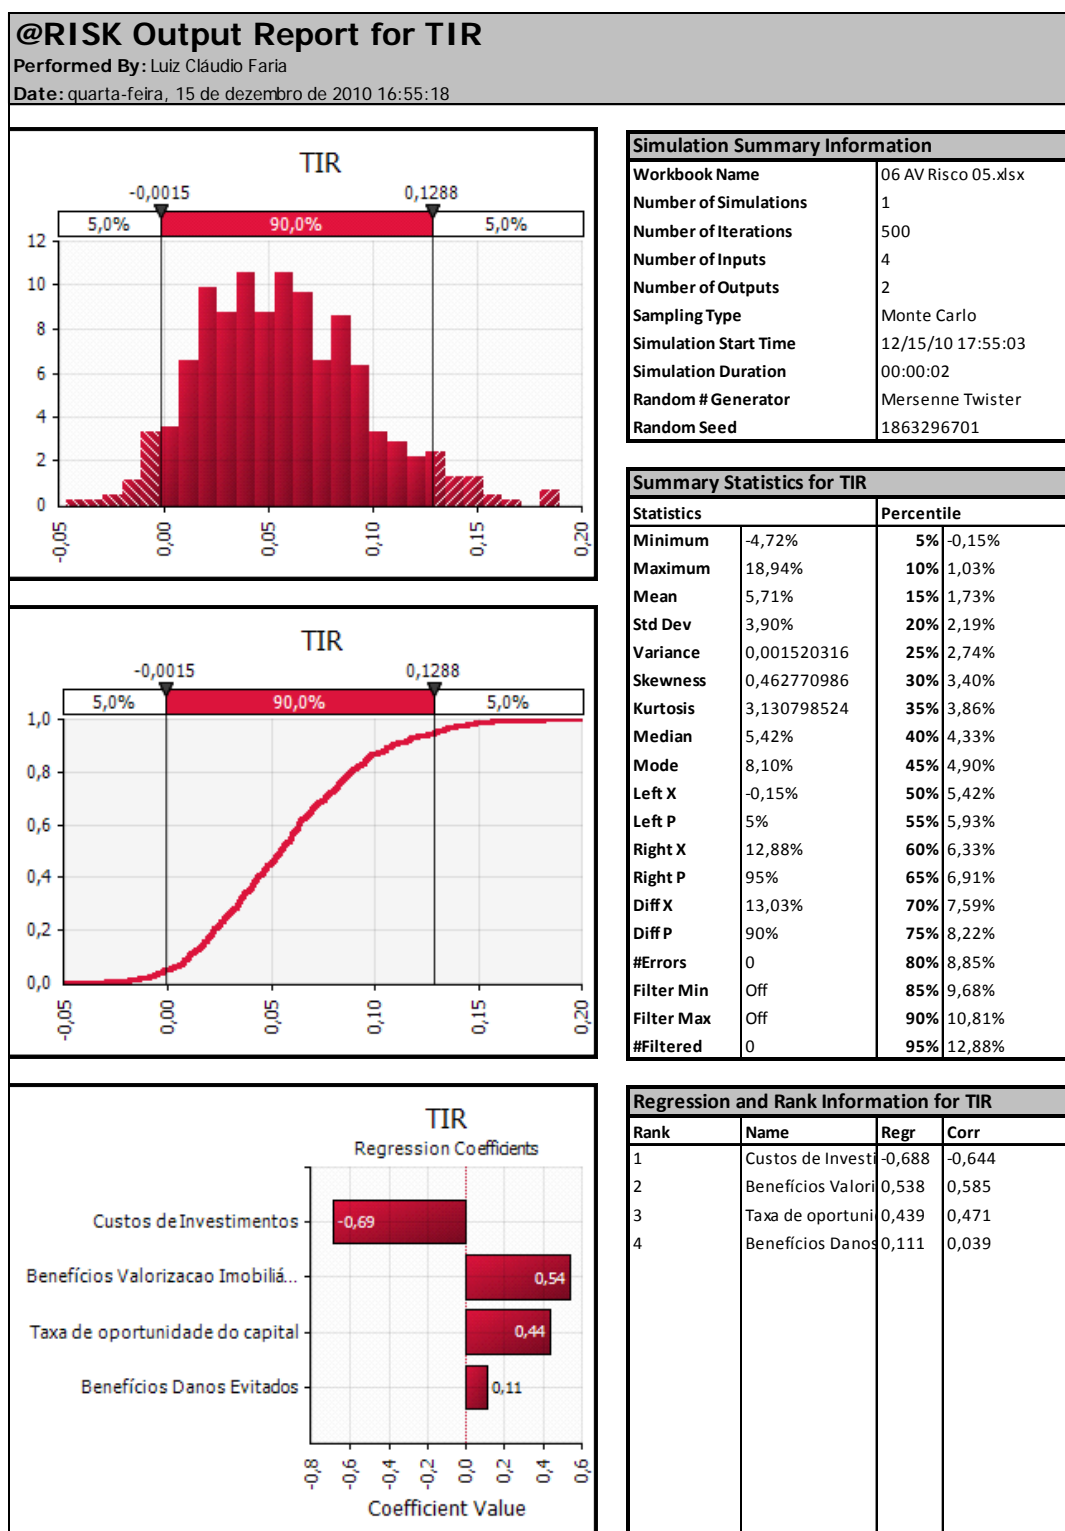 @RISK Output Report for TIR
Performed By: Luiz Cláudio Faria
Date: quarta-feira, 15 de dezembro de 2010 16:55:18
TIR
-0,0015 0,1288
5,0% 90,0% 5,0%
12
10
8
6
4
2
0
-0,05 0,00 0,05 0,10 0,15 0,20
TIR
-0,0015 0,1288
5,0% 90,0% 5,0%
1,0
0,8
0,6
0,4
0,2
0,0
-0,05 0,00 0,05 0,10 0,15 0,20
TIR
Regression Coefficients
Custos de Investimentos -0,69
Benefícios Valorizacao Imobiliá... 0,54
Taxa de oportunidade do capital 0,44
Benefícios Danos Evitados 0,11
-0,8 -0,6 -0,4 -0,2 0,0 0,2 0,4 0,6
Coefficient Value
Simulation Summary Information
Workbook Name 06 AV Risco 05.xlsx
Number of Simulations 1
Number of Iterations 500
Number of Inputs 4
Number of Outputs 2
Sampling Type Monte Carlo
Simulation Start Time 12/15/10 17:55:03
Simulation Duration 00:00:02
Random # Generator Mersenne Twister
Random Seed 1863296701
Summary Statistics for TIR
Statistics Percentile
Minimum -4,72% 5% -0,15%
Maximum 18,94% 10% 1,03%
Mean 5,71% 15% 1,73%
Std Dev 3,90% 20% 2,19%
Variance 0,001520316 25% 2,74%
Skewness 0,462770986 30% 3,40%
Kurtosis 3,130798524 35% 3,86%
Median 5,42% 40% 4,33%
Mode 8,10% 45% 4,90%
Left X -0,15% 50% 5,42%
Left P 5% 55% 5,93%
Right X 12,88% 60% 6,33%
Right P 95% 65% 6,91%
Diff X 13,03% 70% 7,59%
Diff P 90% 75% 8,22%
#Errors 0 80% 8,85%
Filter Min Off 85% 9,68%
Filter Max Off 90% 10,81%
#Filtered 0 95% 12,88%
Regression and Rank Information for TIR
Rank Name Regr Corr
1 Custos de Investi -0,688 -0,644
2 Benefícios Valori 0,538 0,585
3 Taxa de oportuni 0,439 0,471
4 Benefícios Danos 0,111 0,039